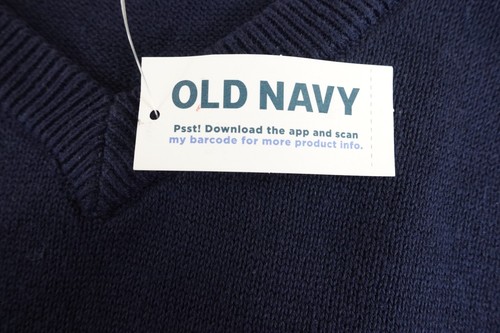 OLD NAVY
Psst! Download the app and scan
my barcode for more product info.